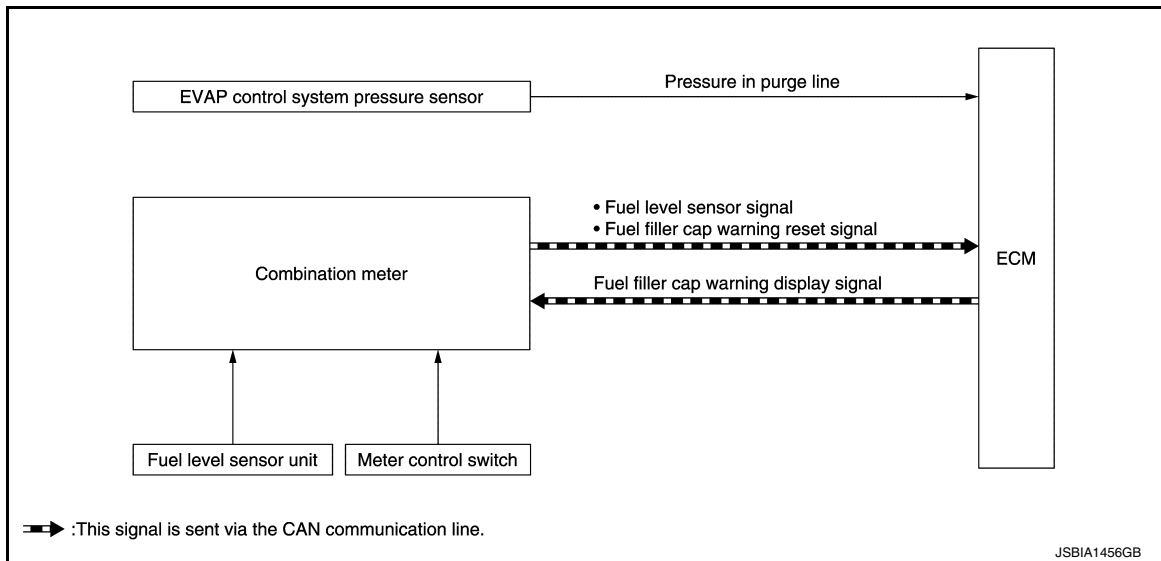 EVAP control system pressure sensor
Pressure in purge line
• Fuel level sensor signal
• Fuel filler cap warning reset signal
Combination meter
ECM
Fuel filler cap warning display signal
Fuel level sensor unit
Meter control switch
:This signal is sent via the CAN communication line.
JSBIA1456GB